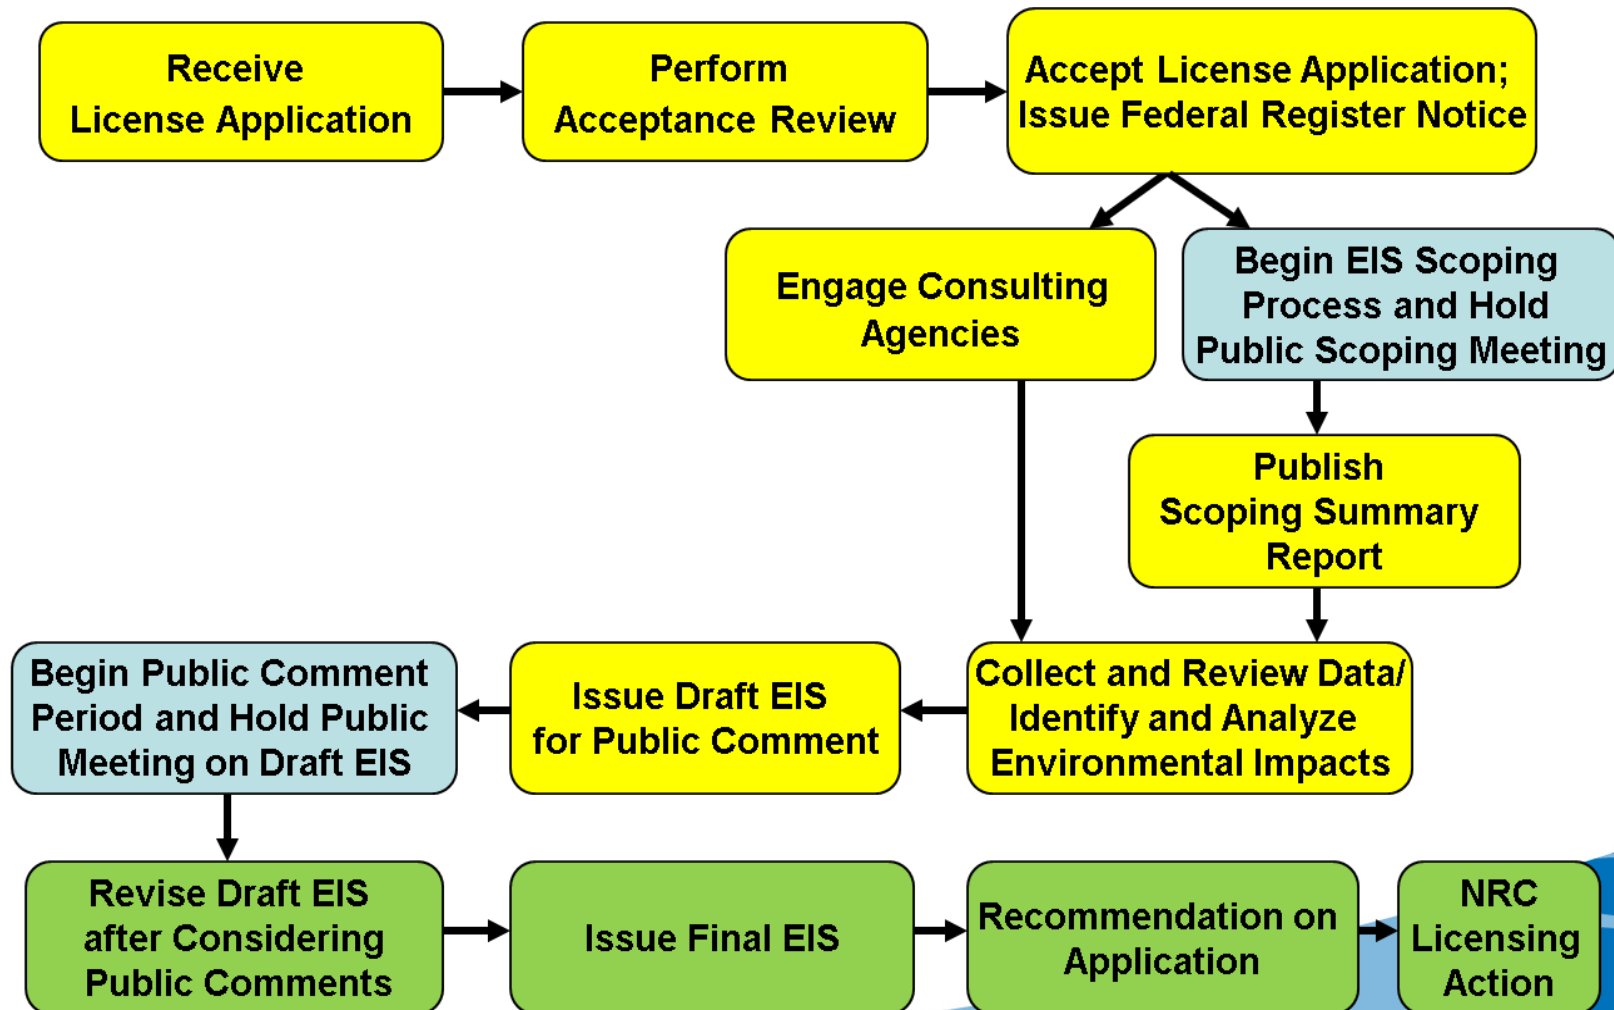 Receive
License Application
Perform
Acceptance Review
Accept License Application;
Issue Federal Register Notice
Engage Consulting
Agencies
Begin EIS Scoping
Process and Hold
Public Scoping Meeting
Publish
Scoping Summary
Report
Begin Public Comment
Period and Hold Public
Meeting on Draft EIS
Issue Draft EIS
for Public Comment
Collect and Review Data/
Identify and Analyze
Environmental Impacts
Revise Draft EIS
after Considering
Public Comments
Issue Final EIS
Recommendation on
Application
NRC
Licensing
Action